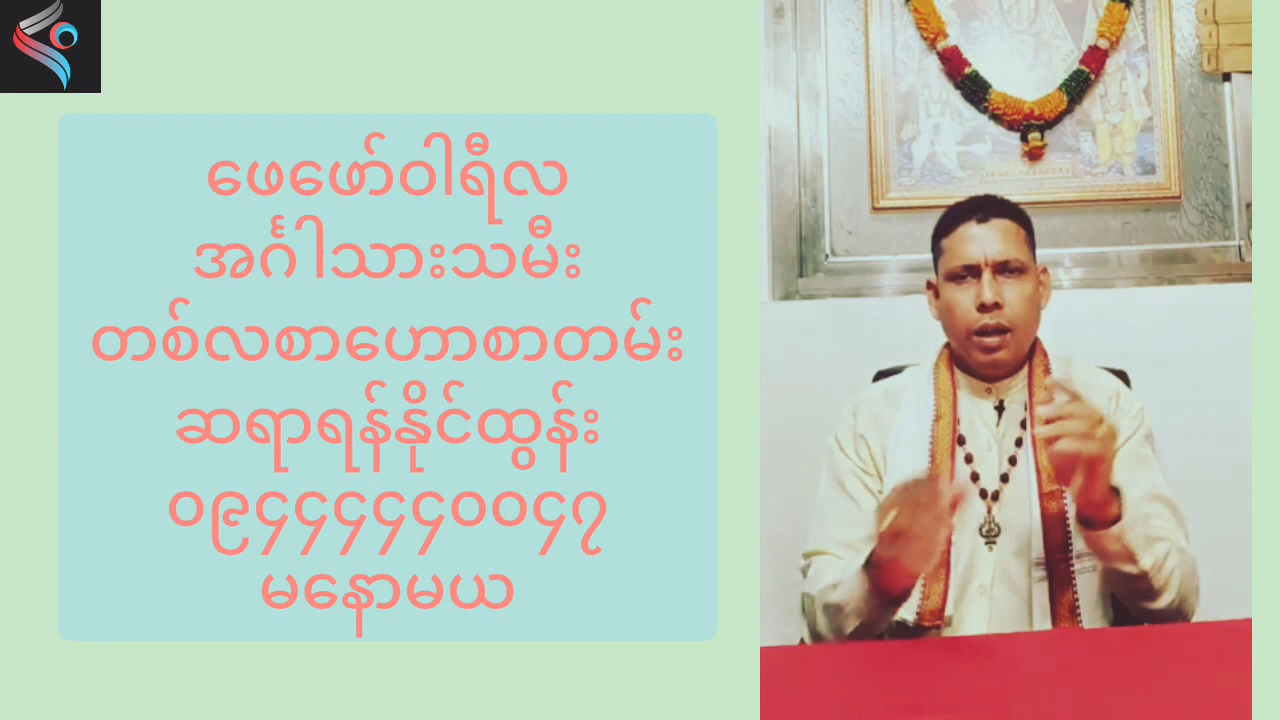 ဖေဖော်ဝါရီလ
အင်္ဂါသားသမီး
တစ်လစာဟောစာတမ်း
ဆရာရန်နိုင်ထွန်း
၀၉၄၄၄၄၄၀၀၄၇
မနောမယ